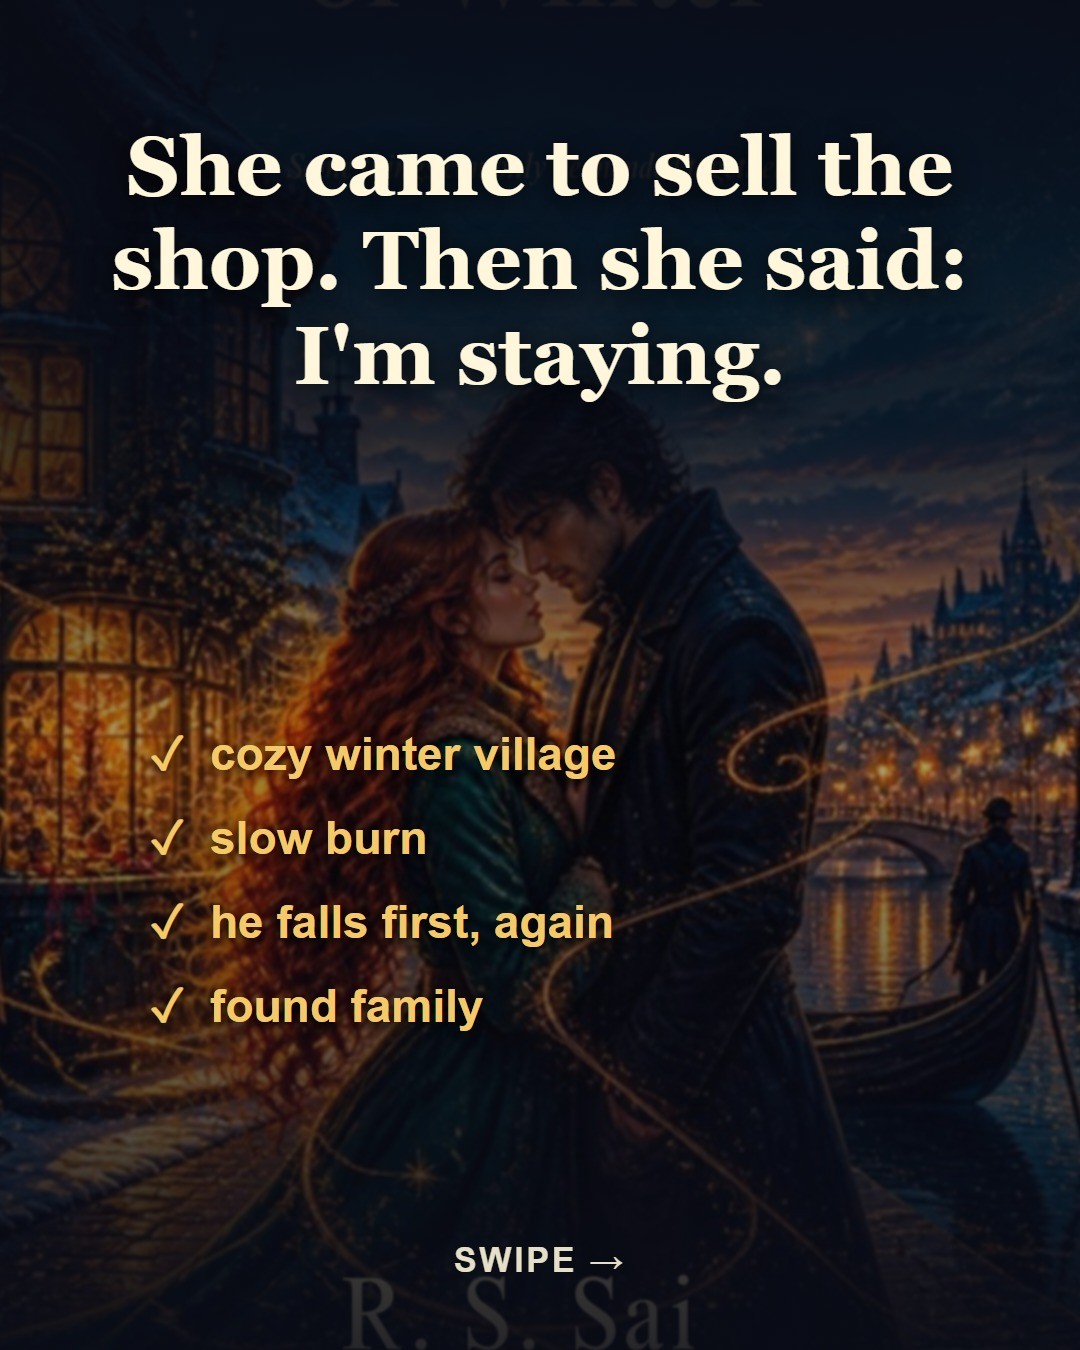 She came to sell the
shop. Then she said:
I'm staying.
✓ cozy winter village
✓ slow burn
✓ he falls first, again
✓ found family
SWIPE →
R. S. Sai